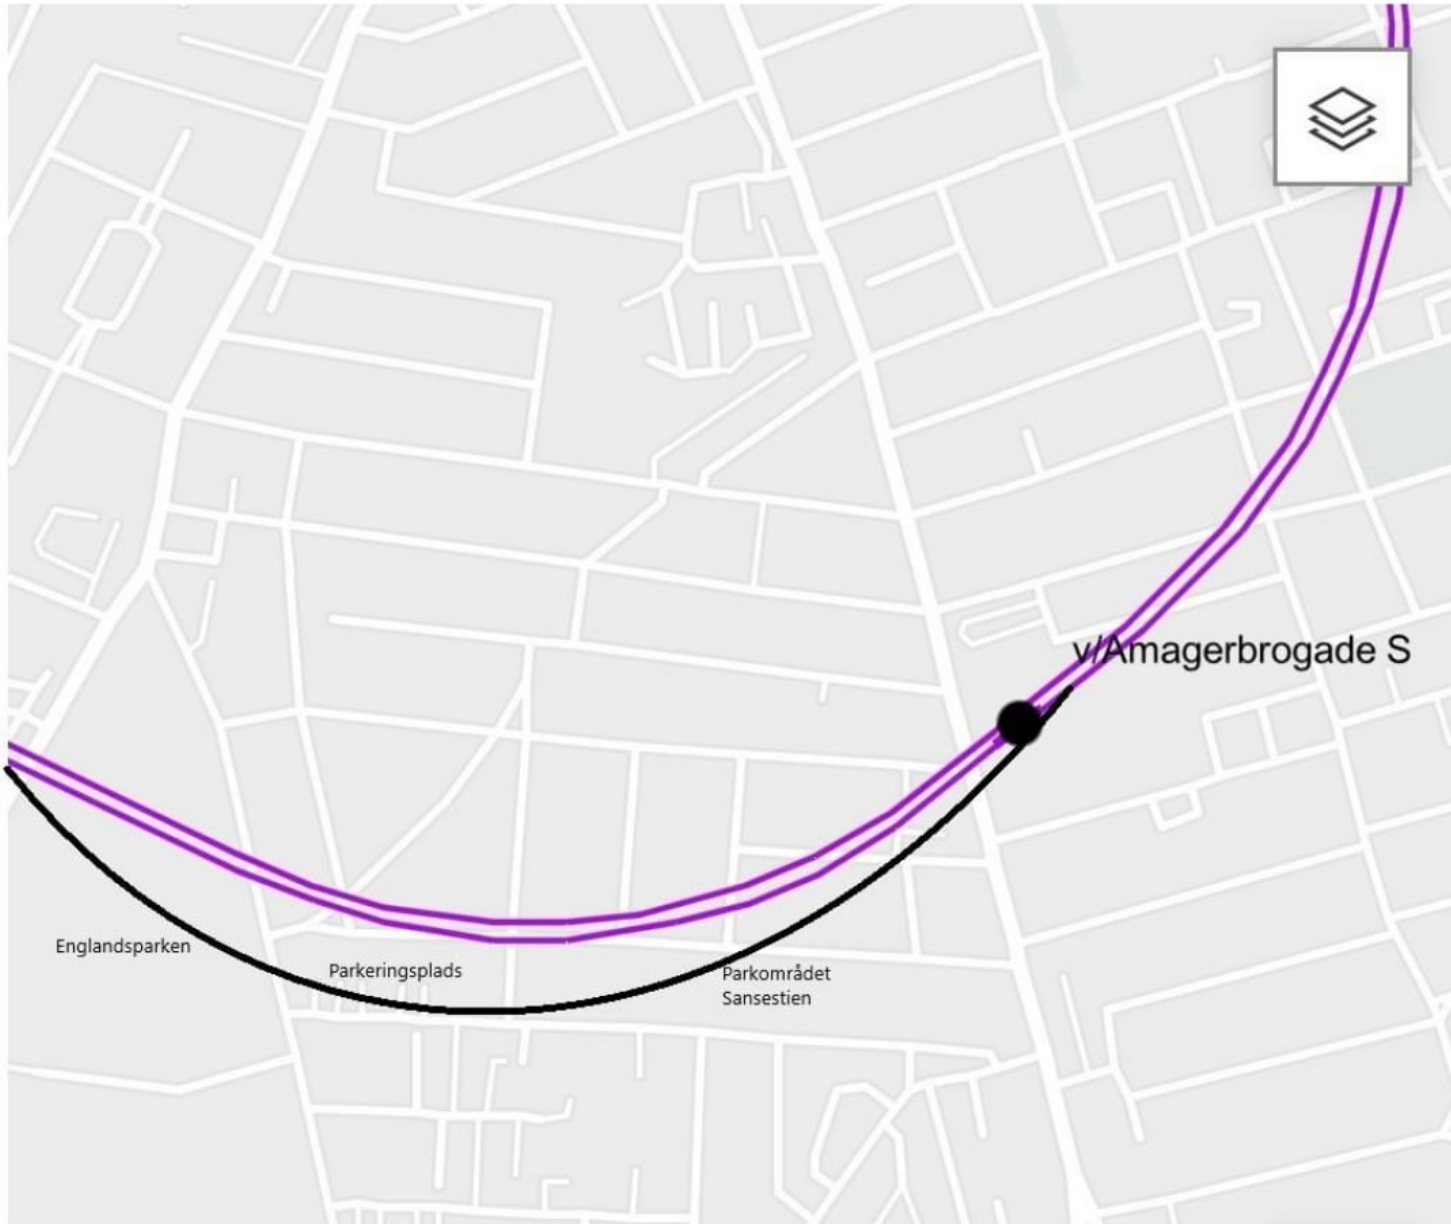 v/Amagerbrogade S
Englandsparken
Parkeringsplads
Parkområdet
Sansestien